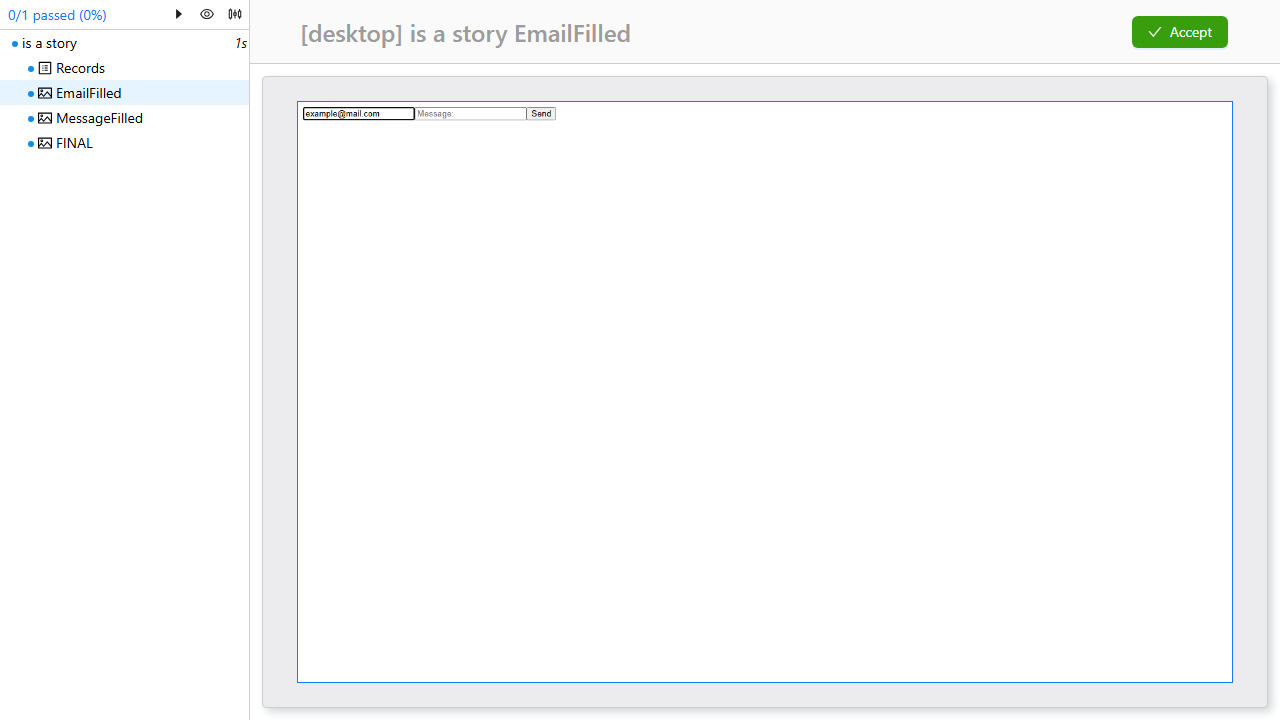 0/1 passed (0%)
is a story 1s
Records
EmailFilled
MessageFilled
FINAL
[desktop] is a story EmailFilled
Accept
example@mail.com Message: Send